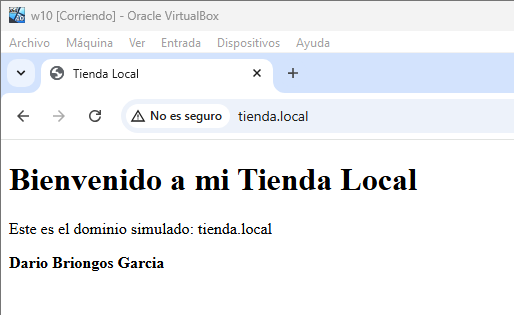 w10 [Corriendo] - Oracle VirtualBox
Archivo Máquina Ver Entrada Dispositivos Ayuda
Tienda Local
No es seguro tienda.local
Bienvenido a mi Tienda Local
Este es el dominio simulado: tienda.local
Dario Briongos Garcia